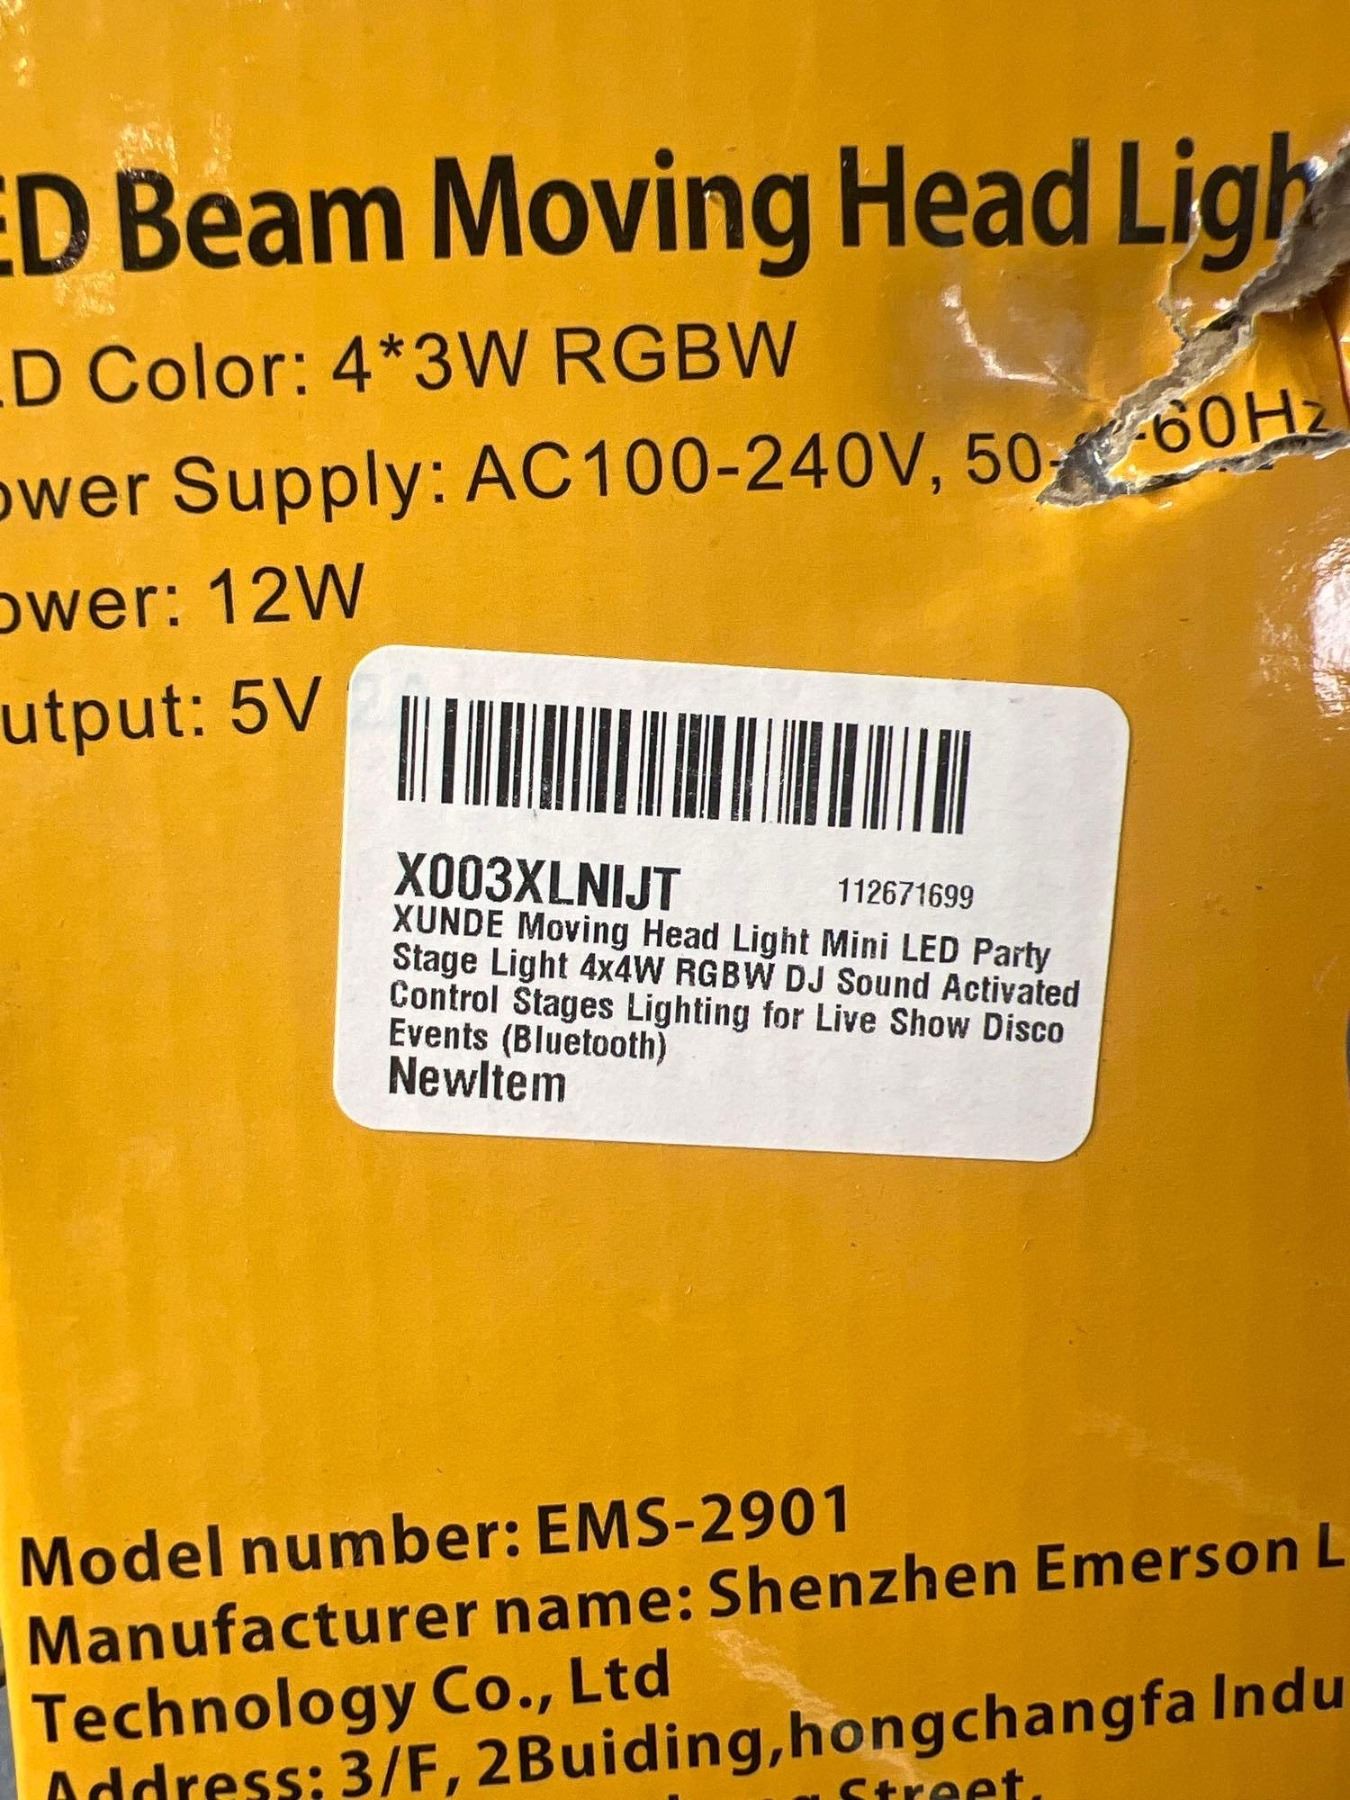 ED Beam Moving Head Ligh
ED Color: 4*3W RGBW
ower Supply: AC100-240V, 50- -60Hz
ower: 12W
utput: 5V
X003XLNIJT 112671699
XUNDE Moving Head Light Mini LED Party
Stage Light 4x4W RGBW DJ Sound Activated
Control Stages Lighting for Live Show Disco
Events (Bluetooth)
NewItem
Model number: EMS-2901
Manufacturer name: Shenzhen Emerson L
Technology Co., Ltd
Address: 3/F, 2Buiding,hongchangfa Indu
Street,